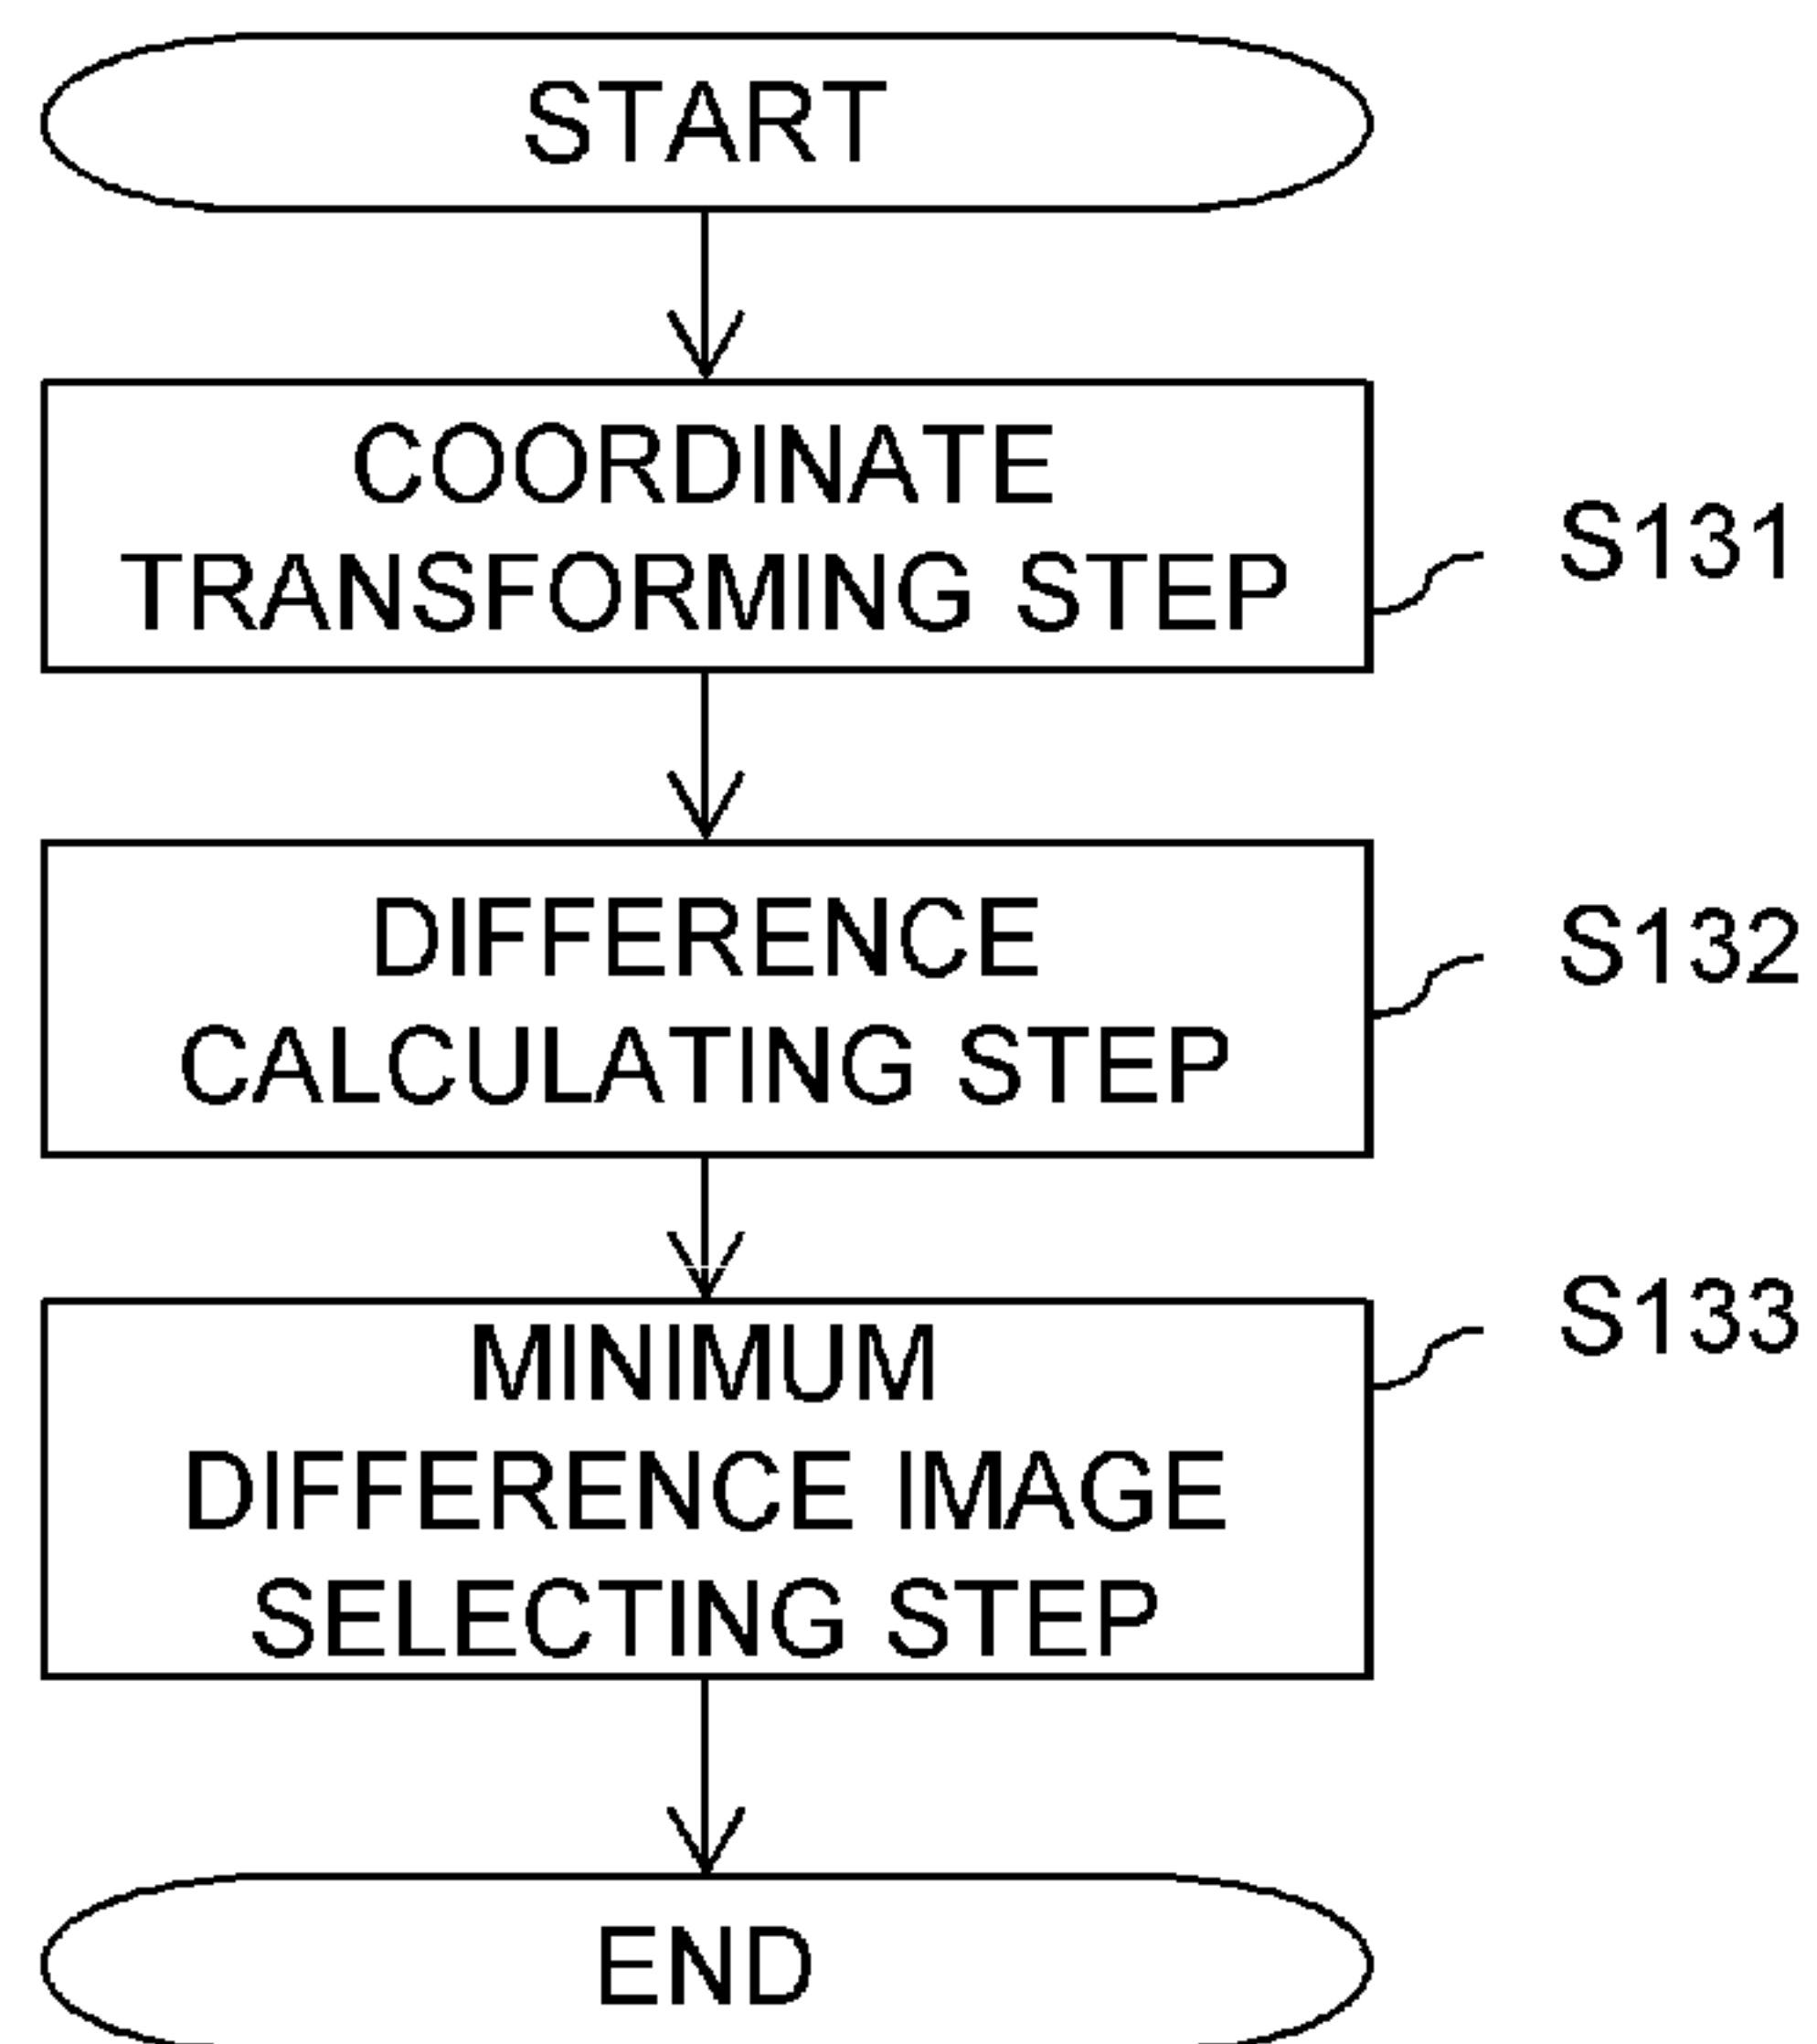 START
COORDINATE
TRANSFORMING STEP
S131
DIFFERENCE
CALCULATING STEP
S132
MINIMUM
DIFFERENCE IMAGE
SELECTING STEP
S133
END